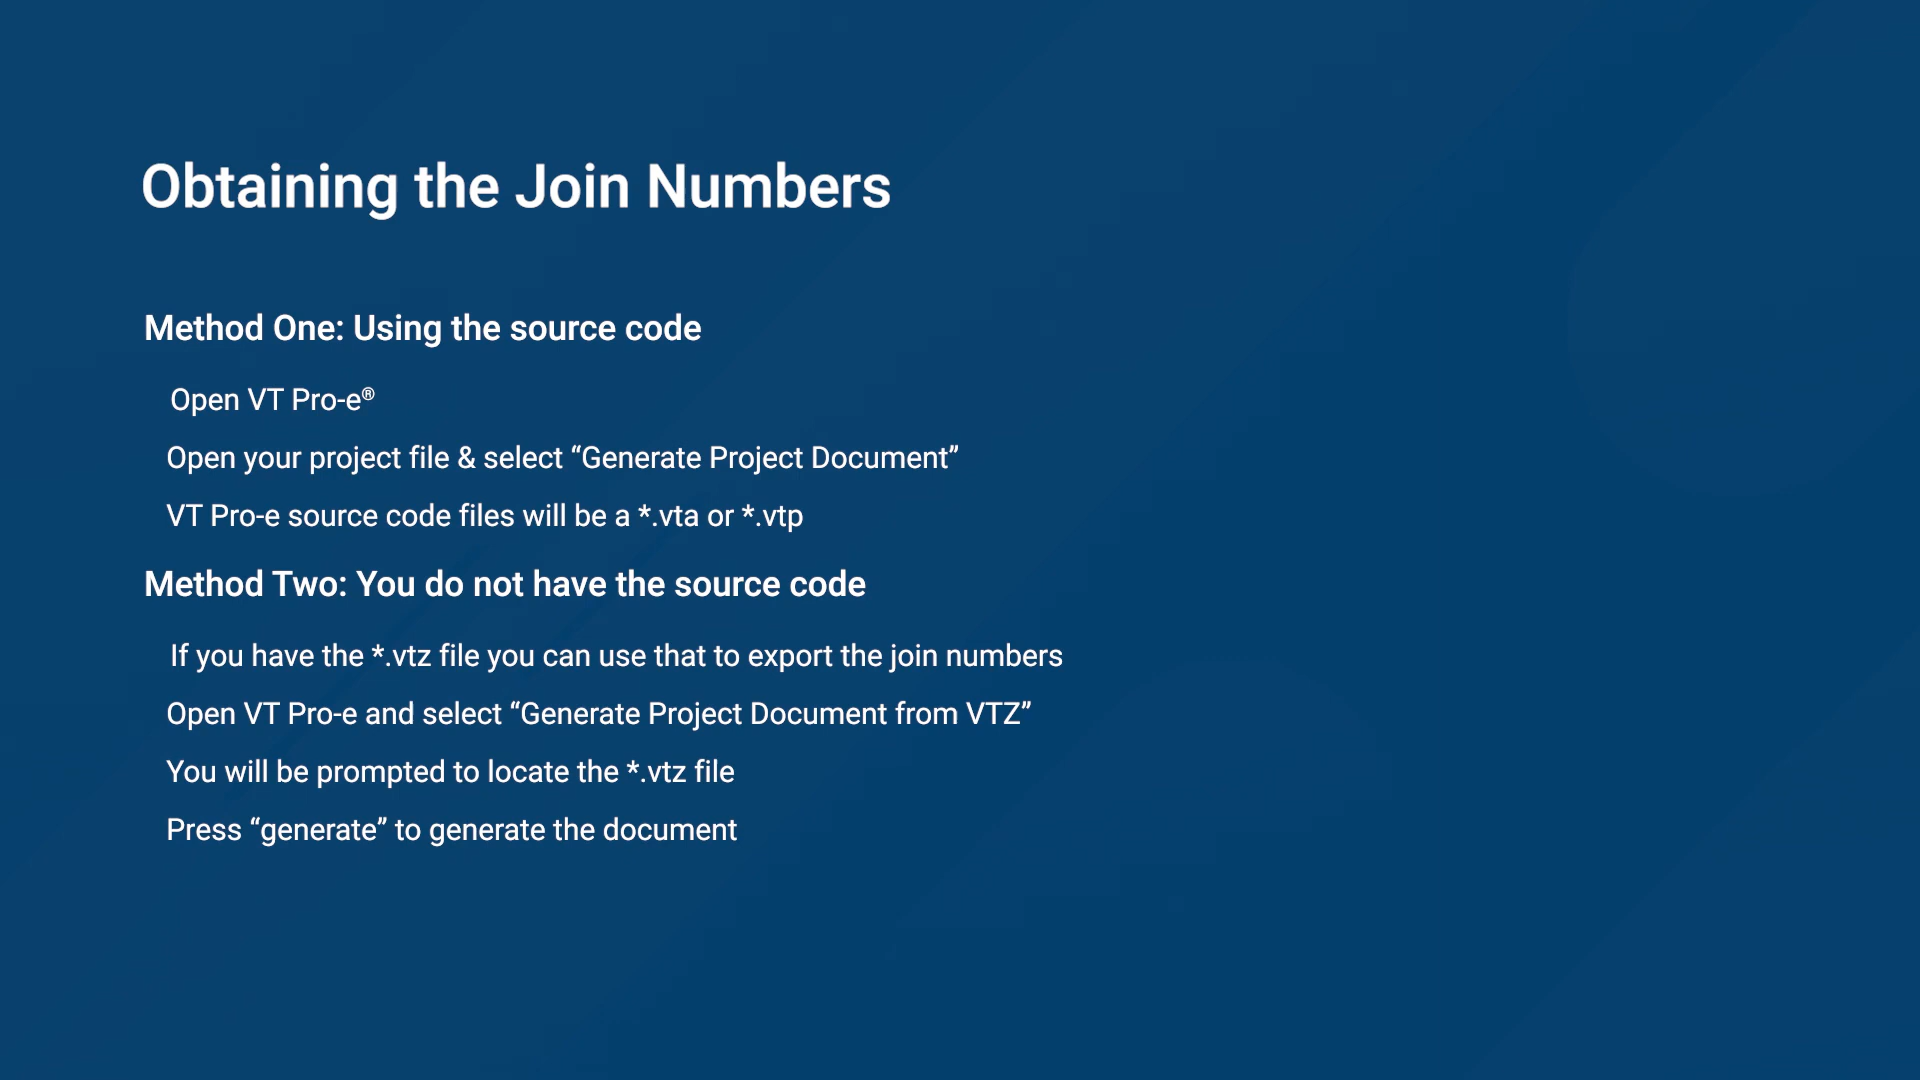 Obtaining the Join Numbers
Method One: Using the source code
Open VT Pro-e®
Open your project file & select “Generate Project Document”
VT Pro-e source code files will be a *.vta or *.vtp
Method Two: You do not have the source code
If you have the *.vtz file you can use that to export the join numbers
Open VT Pro-e and select “Generate Project Document from VTZ”
You will be prompted to locate the *.vtz file
Press “generate” to generate the document